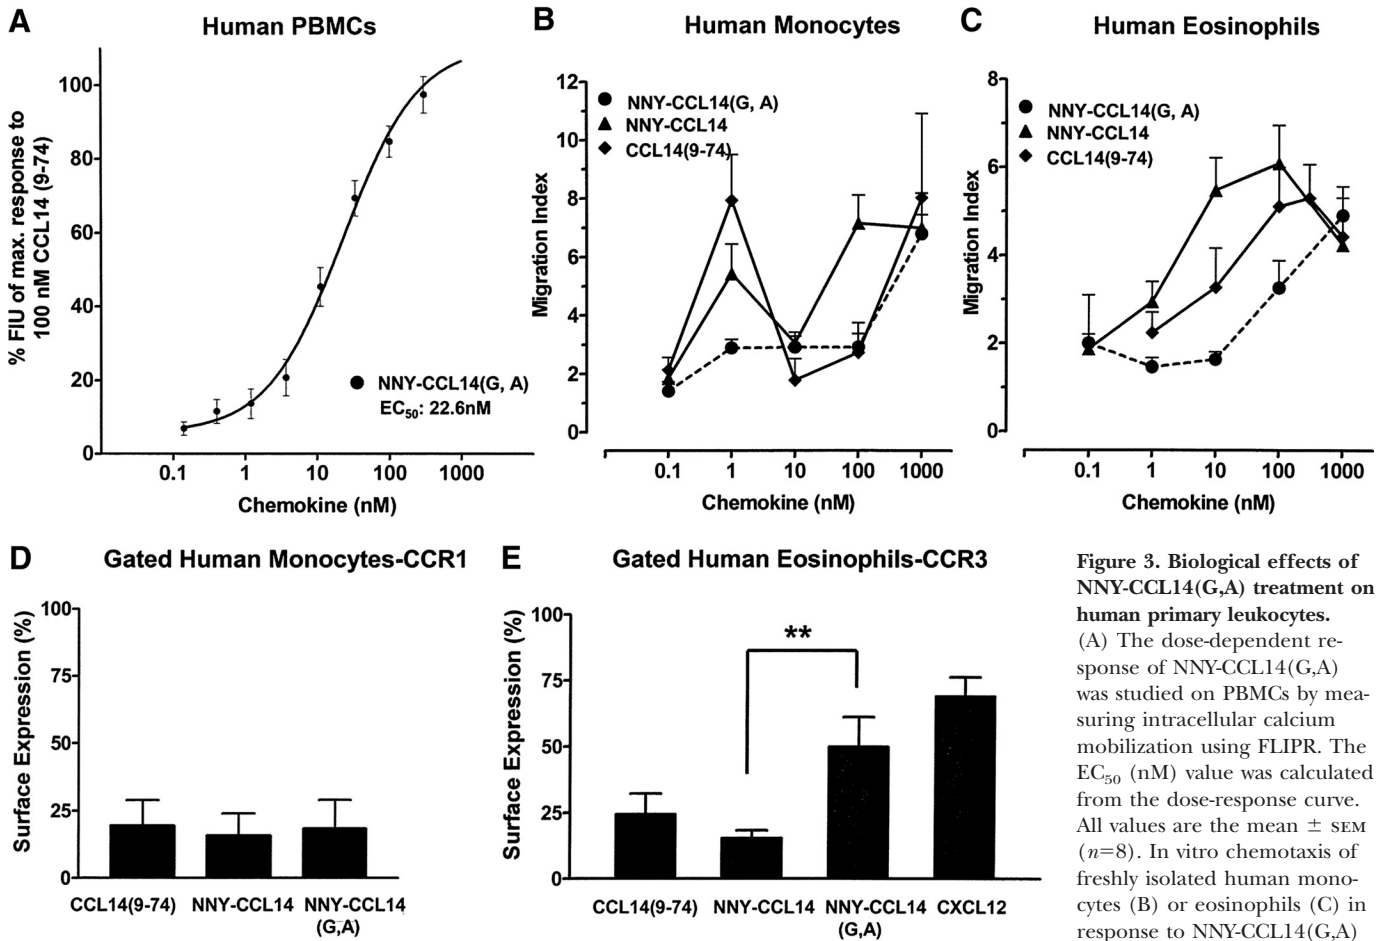 A
Human PBMCs
% FIU of max. response to
100 nM CCL14 (9-74)
100
80
60
40
20
0
NNY-CCL14(G, A)
EC50: 22.6nM
0.1 1 10 100 1000
Chemokine (nM)
B
Human Monocytes
Migration Index
12
10
8
6
4
2
0
NNY-CCL14(G, A)
NNY-CCL14
CCL14(9-74)
0.1 1 10 100 1000
Chemokine (nM)
C
Human Eosinophils
Migration Index
8
6
4
2
0
NNY-CCL14(G, A)
NNY-CCL14
CCL14(9-74)
0.1 1 10 100 1000
Chemokine (nM)
D
Gated Human Monocytes-CCR1
Surface Expression (%)
100
75
50
25
0
CCL14(9-74) NNY-CCL14 NNY-CCL14
(G,A)
E
Gated Human Eosinophils-CCR3
Surface Expression (%)
100
75
50
25
0
**
CCL14(9-74) NNY-CCL14 NNY-CCL14 CXCL12
(G,A)
Figure 3. Biological effects of
NNY-CCL14(G,A) treatment on
human primary leukocytes.
(A) The dose-dependent re-
sponse of NNY-CCL14(G,A)
was studied on PBMCs by mea-
suring intracellular calcium
mobilization using FLIPR. The
EC50 (nM) value was calculated
from the dose-response curve.
All values are the mean ± SEM
(n=8). In vitro chemotaxis of
freshly isolated human mono-
cytes (B) or eosinophils (C) in
response to NNY-CCL14(G,A)